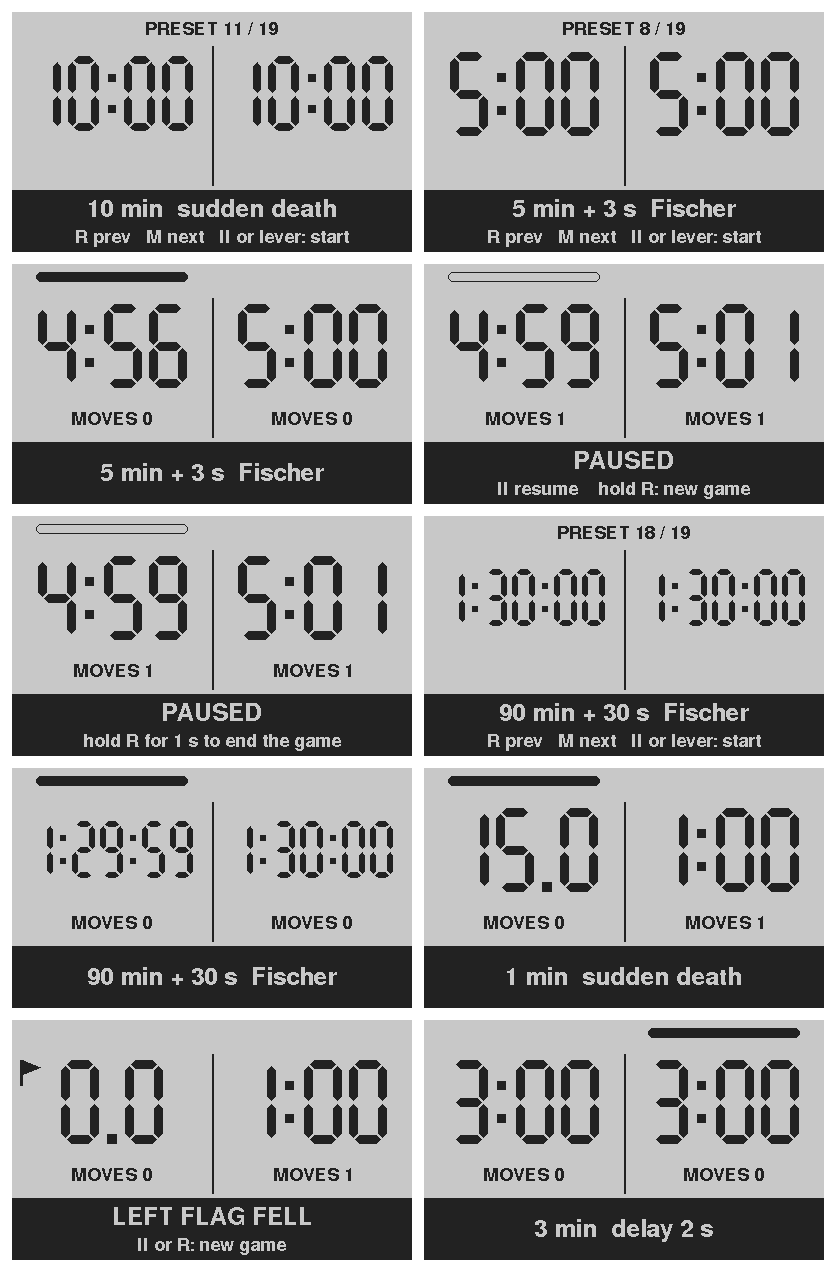 PRESET 11 / 19
10:00 10:00
10 min sudden death
R prev M next II or lever: start
PRESET 8 / 19
5:00 5:00
5 min + 3 s Fischer
R prev M next II or lever: start
4:56 5:00
MOVES 0 MOVES 0
5 min + 3 s Fischer
4:59 5:01
MOVES 1 MOVES 1
PAUSED
II resume hold R: new game
4:59 5:01
MOVES 1 MOVES 1
PAUSED
hold R for 1 s to end the game
PRESET 18 / 19
1:30:00 1:30:00
90 min + 30 s Fischer
R prev M next II or lever: start
1:29:59 1:30:00
MOVES 0 MOVES 0
90 min + 30 s Fischer
15.0 1:00
MOVES 0 MOVES 1
1 min sudden death
0.0 1:00
MOVES 0 MOVES 1
LEFT FLAG FELL
II or R: new game
3:00 3:00
MOVES 0 MOVES 0
3 min delay 2 s